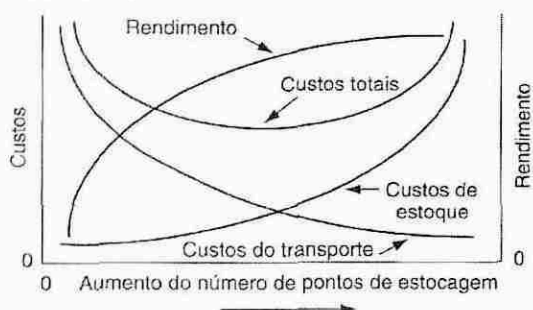 Rendimento
Custos totais
Custos
Rendimento
Custos de
estoque
Custos do transporte
0
0
0
Aumento do número de pontos de estocagem